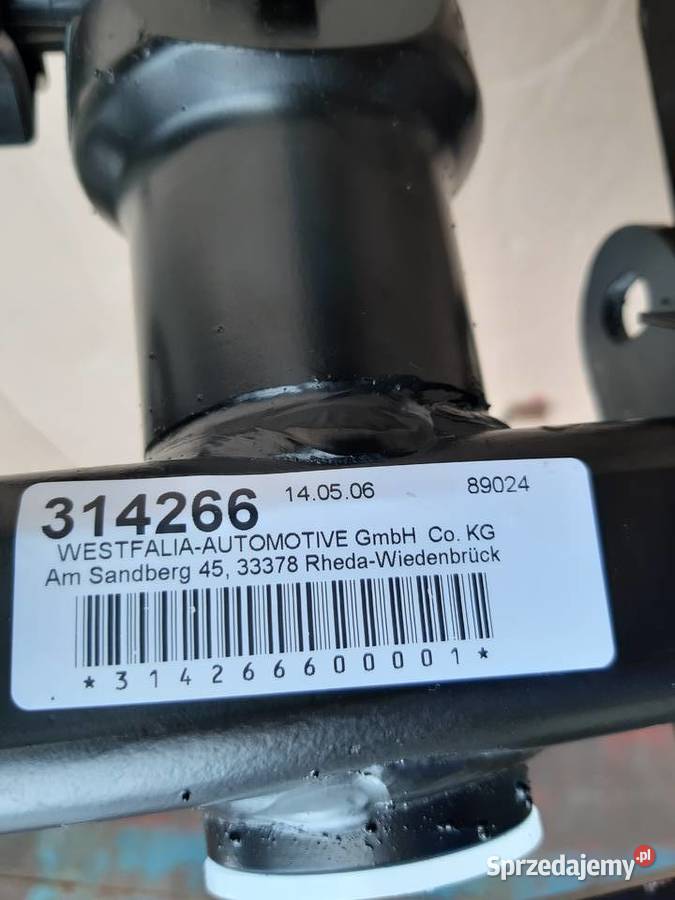 314266 14.05.06 89024
WESTFALIA-AUTOMOTIVE GmbH Co. KG
Am Sandberg 45, 33378 Rheda-Wiedenbrück
*314266600001*
Sprzedajemy.pl